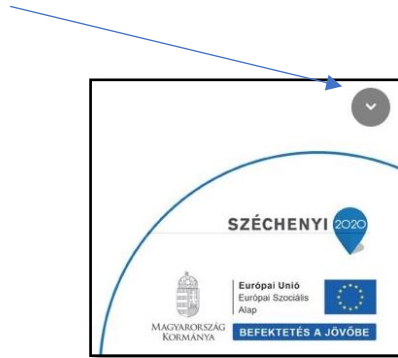 SZÉCHENYI 2020
Európai Unió
Európai Szociális
Alap
MAGYARORSZÁG
KORMÁNYA
BEFEKTETÉS A JÖVŐBE